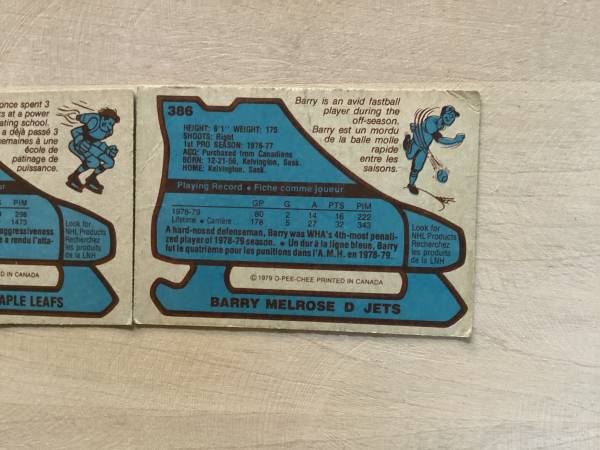 once spent 3
s at a power
ating school.
a déjà passé 3
emaines à une
école de
patinage de
puissance.
PIM
298
1473
aggressiveness
e a rendu l'atta-
Look for
NHL Products
Recherchez
les produits
de la LNH
D IN CANADA
APLE LEAFS
386
HEIGHT: 6'1" WEIGHT: 175
SHOOTS: Right
1st PRO SEASON: 1976-77
ACQ: Purchased from Canadiens
BORN: 12-21-56, Kelvington, Sask.
HOME: Kelvington, Sask.
Barry is an avid fastball
player during the
off-season.
Barry est un mordu
de la balle molle
rapide
entre les
saisons.
Playing Record • Fiche comme joueur
GP G A PTS PIM
1978-79 80 2 14 16 222
Lifetime • Carrière 178 5 27 32 343
A hard-nosed defenseman, Barry was WHA's 4th-most penali-
zed player of 1978-79 season. • Un dur à la ligne bleue, Barry
fut le quatrième pour les punitions dans l'A.M.H. en 1978-79.
Look for
NHL Products
Recherchez
les produits
de la LNH
© 1979 O-PEE-CHEE PRINTED IN CANADA
BARRY MELROSE D JETS